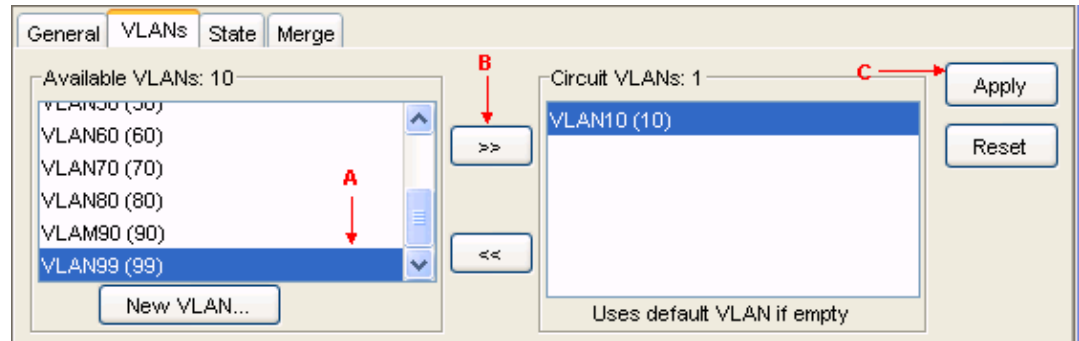 General VLANs State Merge
Available VLANs: 10
B
Circuit VLANs: 1
C
Apply
VLAN10 (10)
VLAN60 (60)
>>
Reset
VLAN70 (70)
A
VLAN80 (80)
VLAM90 (90)
<<
VLAN99 (99)
New VLAN...
Uses default VLAN if empty